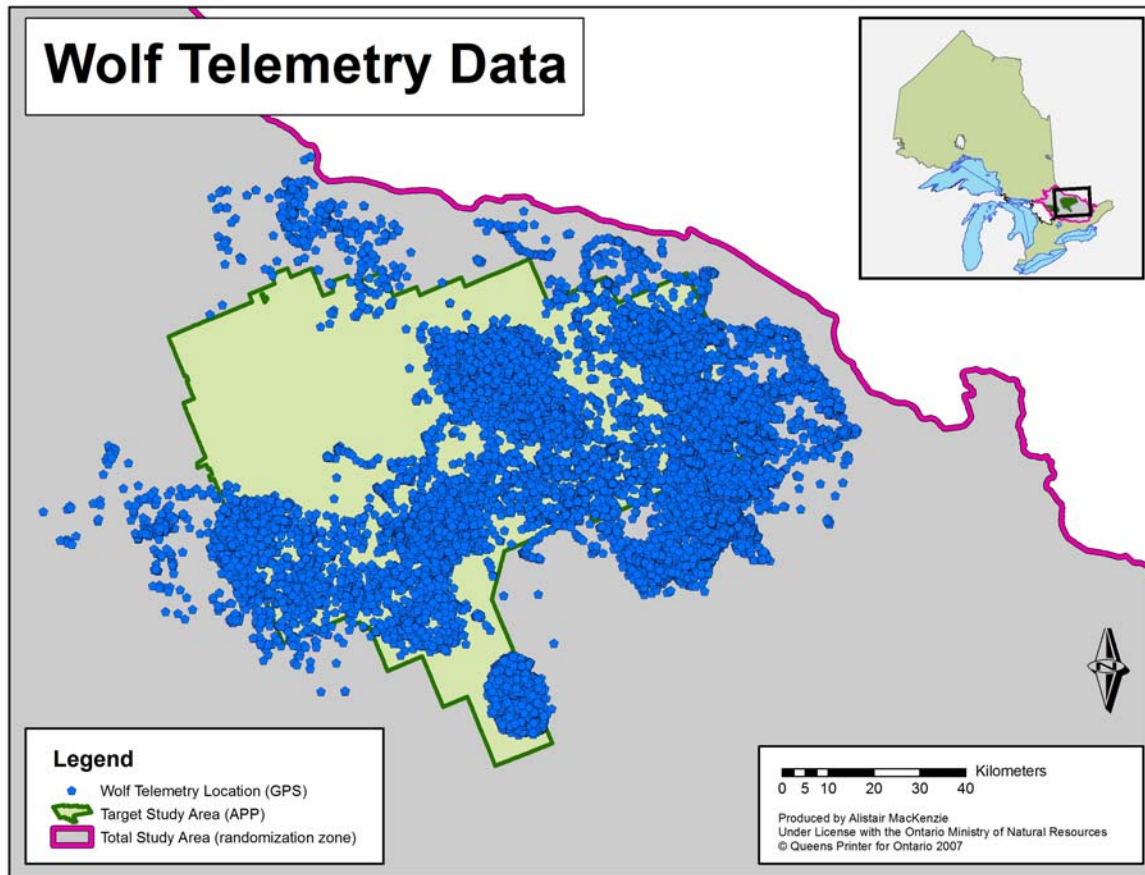 Wolf Telemetry Data
N
Legend
Wolf Telemetry Location (GPS)
Target Study Area (APP)
Total Study Area (randomization zone)
Kilometers
0 5 10 20 30 40
Produced by Alistair MacKenzie
Under License with the Ontario Ministry of Natural Resources
© Queens Printer for Ontario 2007